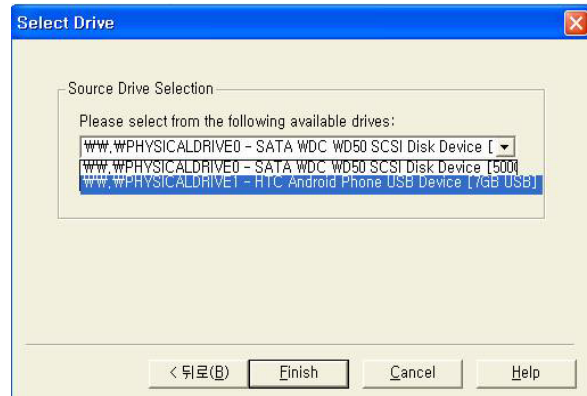 Select Drive
Source Drive Selection
Please select from the following available drives:
₩₩,₩PHYSICALDRIVE0 - SATA WDC WD50 SCSI Disk Device [
₩₩,₩PHYSICALDRIVE0 - SATA WDC WD50 SCSI Disk Device [500
₩₩,₩PHYSICALDRIVE1 - HTC Android Phone USB Device [7GB USB]
< 뒤로(B)
Finish
Cancel
Help